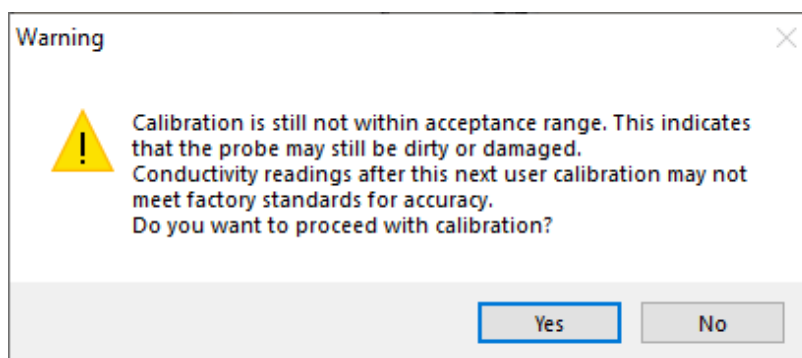 Warning
Calibration is still not within acceptance range. This indicates
that the probe may still be dirty or damaged.
Conductivity readings after this next user calibration may not
meet factory standards for accuracy.
Do you want to proceed with calibration?
Yes
No